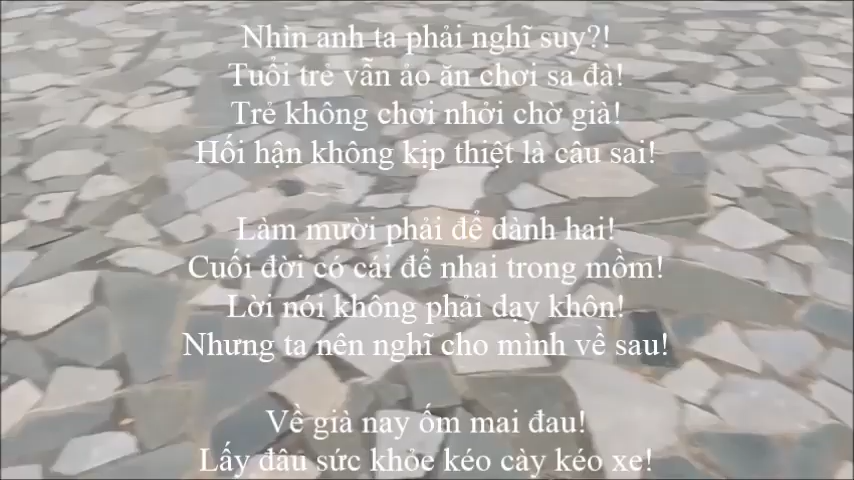 Nhìn anh ta phải nghĩ suy?!
Tuổi trẻ vẫn ảo ăn chơi sa đà!
Trẻ không chơi nhởi chờ già!
Hối hận không kịp thiệt là câu sai!
Làm mười phải để dành hai!
Cuối đời có cái để nhai trong mồm!
Lời nói không phải dạy khôn!
Nhưng ta nên nghĩ cho mình về sau!
Về già nay ốm mai đau!
Lấy đâu sức khỏe kéo cày kéo xe!